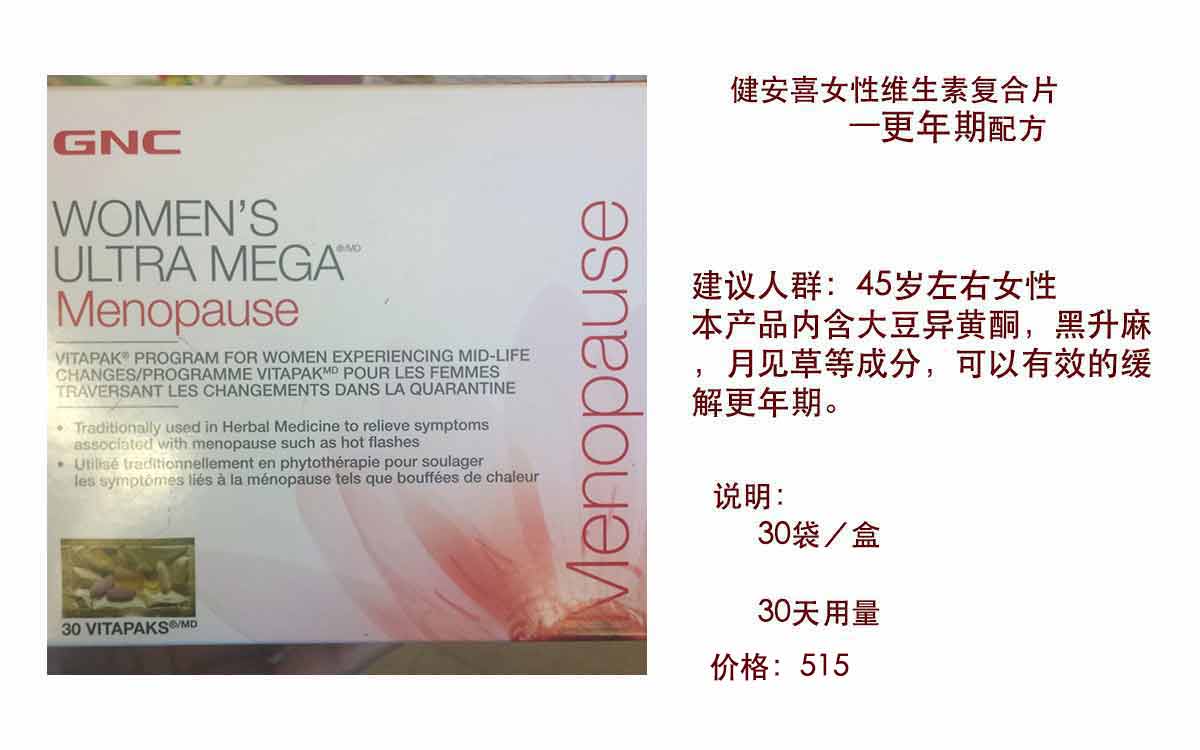 GNC
WOMEN'S
ULTRA MEGA®/MD
Menopause
VITAPAK® PROGRAM FOR WOMEN EXPERIENCING MID-LIFE
CHANGES/PROGRAMME VITAPAKMD POUR LES FEMMES
TRAVERSANT LES CHANGEMENTS DANS LA QUARANTINE
• Traditionally used in Herbal Medicine to relieve symptoms
associated with menopause such as hot flashes
• Utilisé traditionnellement en phytothérapie pour soulager
les symptômes liés à la ménopause tels que bouffées de chaleur
30 VITAPAKS®/MD
Menopause
健安喜女性维生素复合片
—更年期配方
建议人群：45岁左右女性
本产品内含大豆异黄酮，黑升麻
，月见草等成分，可以有效的缓
解更年期。
说明：
30袋／盒
30天用量
价格：515